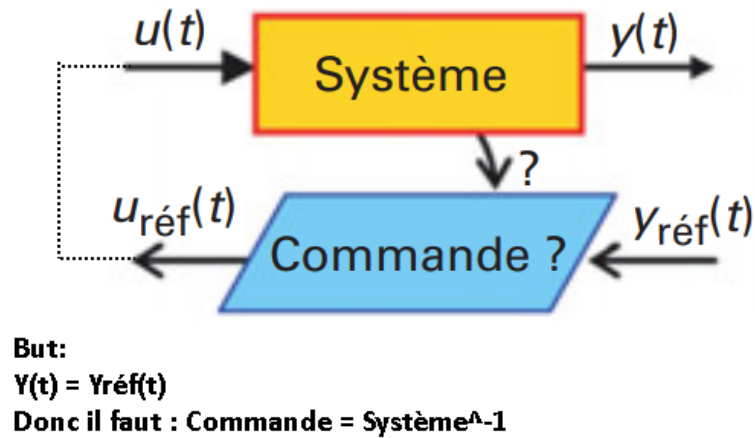 u(t)
Système
y(t)
?
uréf(t)
Commande ?
yréf(t)
But:
Y(t) = Yréf(t)
Donc il faut : Commande = Système^-1